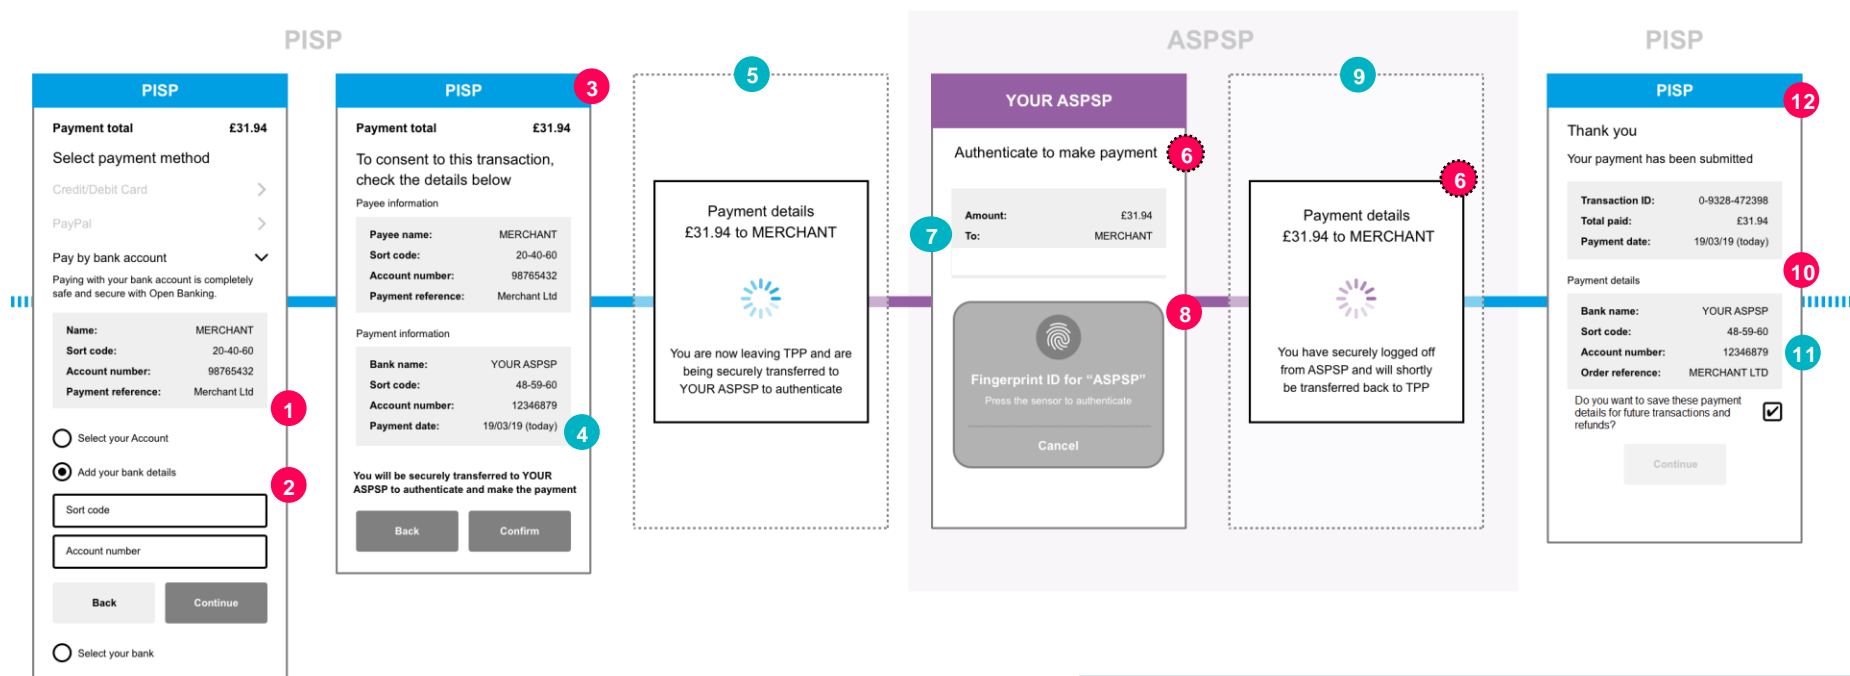 PISP
ASPSP
PISP
PISP
Payment total £31.94
Select payment method
Credit/Debit Card
PayPal
Pay by bank account
Paying with your bank account is completely
safe and secure with Open Banking.
Name: MERCHANT
Sort code: 20-40-60
Account number: 98765432
Payment reference: Merchant Ltd
1
Select your Account
Add your bank details
2
Sort code
Account number
Back Continue
Select your bank
PISP
3
Payment total £31.94
To consent to this transaction,
check the details below
Payee information
Payee name: MERCHANT
Sort code: 20-40-60
Account number: 98765432
Payment reference: Merchant Ltd
Payment information
Bank name: YOUR ASPSP
Sort code: 48-59-60
Account number: 12346879
Payment date: 19/03/19 (today)
4
You will be securely transferred to YOUR
ASPSP to authenticate and make the payment
Back Confirm
5
Payment details
£31.94 to MERCHANT
You are now leaving TPP and are
being securely transferred to
YOUR ASPSP to authenticate
YOUR ASPSP
Authenticate to make payment
6
Amount: £31.94
7
To: MERCHANT
8
Fingerprint ID for “ASPSP”
Press the sensor to authenticate
Cancel
9
6
Payment details
£31.94 to MERCHANT
You have securely logged off
from ASPSP and will shortly
be transferred back to TPP
PISP
12
Thank you
Your payment has been submitted
Transaction ID: 0-9328-472398
Total paid: £31.94
Payment date: 19/03/19 (today)
10
Payment details
Bank name: YOUR ASPSP
Sort code: 48-59-60
Account number: 12346879
11
Order reference: MERCHANT LTD
Do you want to save these payment
details for future transactions and
refunds?
Continue